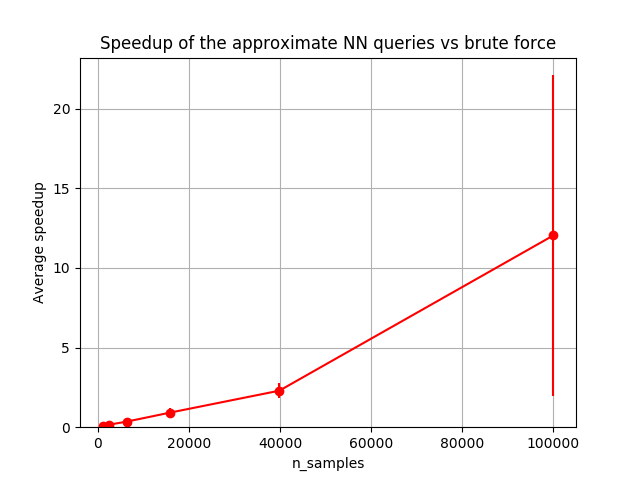 Speedup of the approximate NN queries vs brute force
Average speedup
20
15
10
5
0
0 20000 40000 60000 80000 100000
n_samples